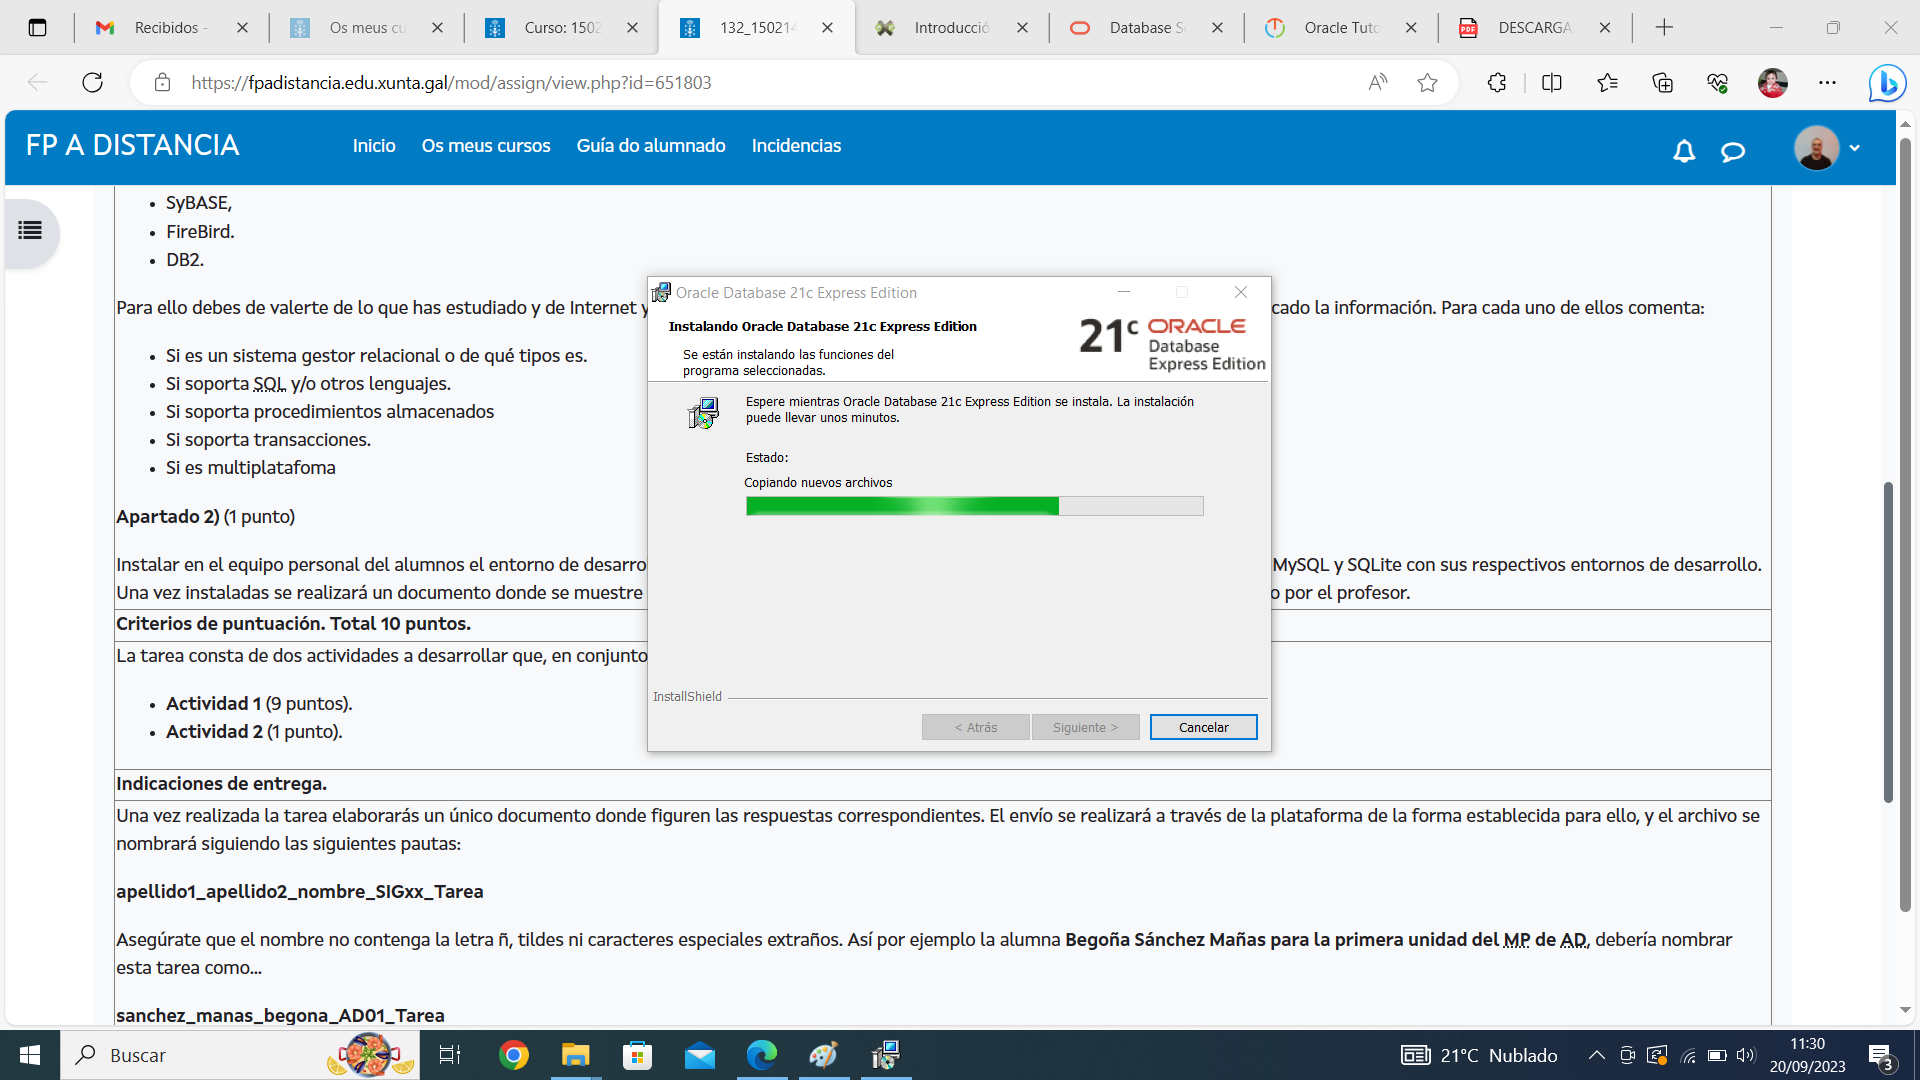 Recibidos -
Os meus cu
Curso: 1502
132_15021
Introducció
Database S
Oracle Tuto
DESCARGA
https://fpadistancia.edu.xunta.gal/mod/assign/view.php?id=651803
FP A DISTANCIA
Inicio
Os meus cursos
Guía do alumnado
Incidencias
SyBASE,
FireBird.
DB2.
Para ello debes de valerte de lo que has estudiado y de Internet y
cado la información. Para cada uno de ellos comenta:
Si es un sistema gestor relacional o de qué tipos es.
Si soporta SQL y/o otros lenguajes.
Si soporta procedimientos almacenados
Si soporta transacciones.
Si es multiplatafoma
Apartado 2) (1 punto)
Instalar en el equipo personal del alumnos el entorno de desarro
MySQL y SQLite con sus respectivos entornos de desarrollo.
Una vez instaladas se realizará un documento donde se muestre
o por el profesor.
Criterios de puntuación. Total 10 puntos.
La tarea consta de dos actividades a desarrollar que, en conjunto
Actividad 1 (9 puntos).
Actividad 2 (1 punto).
Indicaciones de entrega.
Una vez realizada la tarea elaborarás un único documento donde figuren las respuestas correspondientes. El envío se realizará a través de la plataforma de la forma establecida para ello, y el archivo se
nombrará siguiendo las siguientes pautas:
apellido1_apellido2_nombre_SIGxx_Tarea
Asegúrate que el nombre no contenga la letra ñ, tildes ni caracteres especiales extraños. Así por ejemplo la alumna Begoña Sánchez Mañas para la primera unidad del MP de AD, debería nombrar
esta tarea como...
sanchez_manas_begona_AD01_Tarea
Oracle Database 21c Express Edition
Instalando Oracle Database 21c Express Edition
Se están instalando las funciones del
programa seleccionadas.
21c ORACLE
Database
Express Edition
Espere mientras Oracle Database 21c Express Edition se instala. La instalación
puede llevar unos minutos.
Estado:
Copiando nuevos archivos
InstallShield
< Atrás
Siguiente >
Cancelar
Buscar
21°C Nublado
11:30
20/09/2023
3